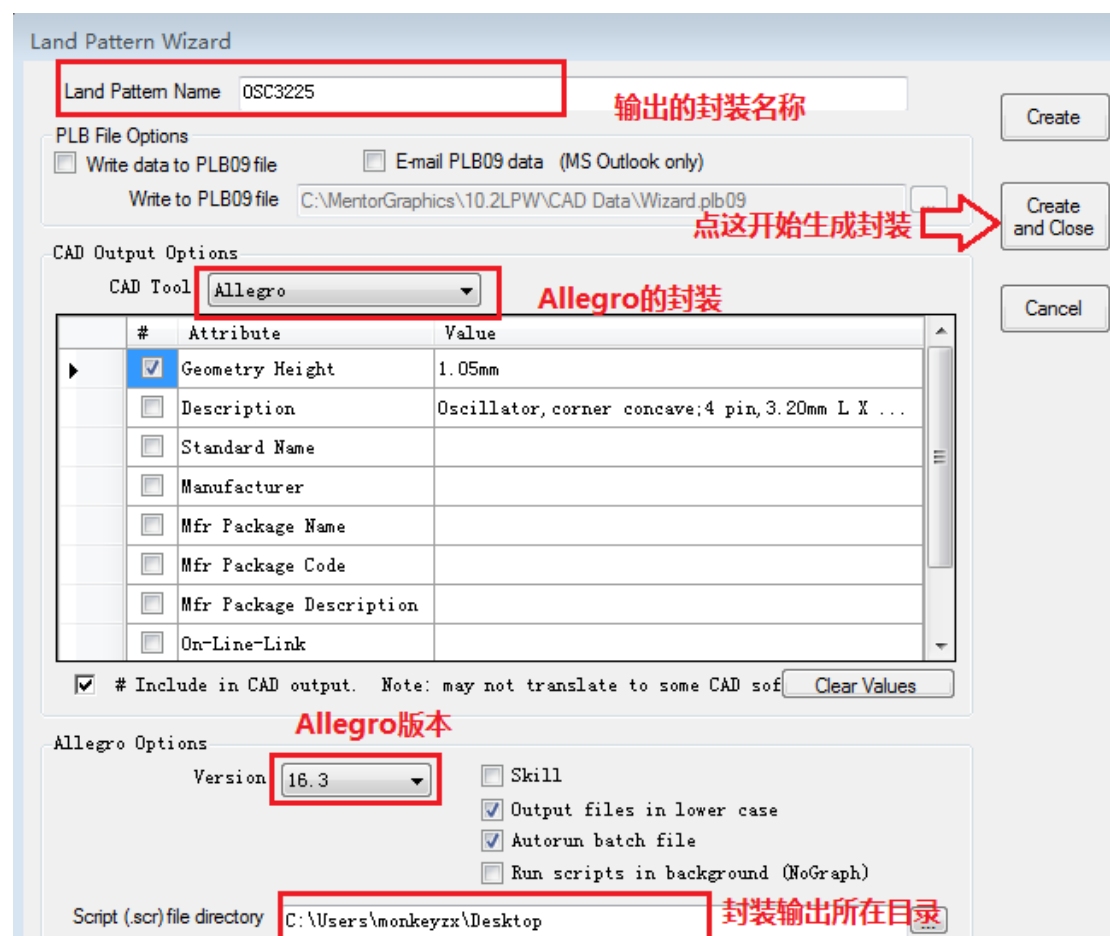 Land Pattern Wizard
Land Pattern Name OSC3225
输出的封装名称
Create
PLB File Options
Write data to PLB09 file E-mail PLB09 data (MS Outlook only)
Write to PLB09 file C:\MentorGraphics\10.2LPW\CAD Data\Wizard.plb09 ...
点这开始生成封装
Create and Close
CAD Output Options
CAD Tool Allegro
Allegro的封装
Cancel
# Attribute Value
Geometry Height 1.05mm
Description Oscillator,corner concave;4 pin,3.20mm L X ...
Standard Name
Manufacturer
Mfr Package Name
Mfr Package Code
Mfr Package Description
On-Line-Link
# Include in CAD output. Note: may not translate to some CAD sof Clear Values
Allegro版本
Allegro Options
Version 16.3 Skill
Output files in lower case
Autorun batch file
Run scripts in background (NoGraph)
Script (.scr) file directory C:\Users\monkeyzx\Desktop 封装输出所在目录 ...